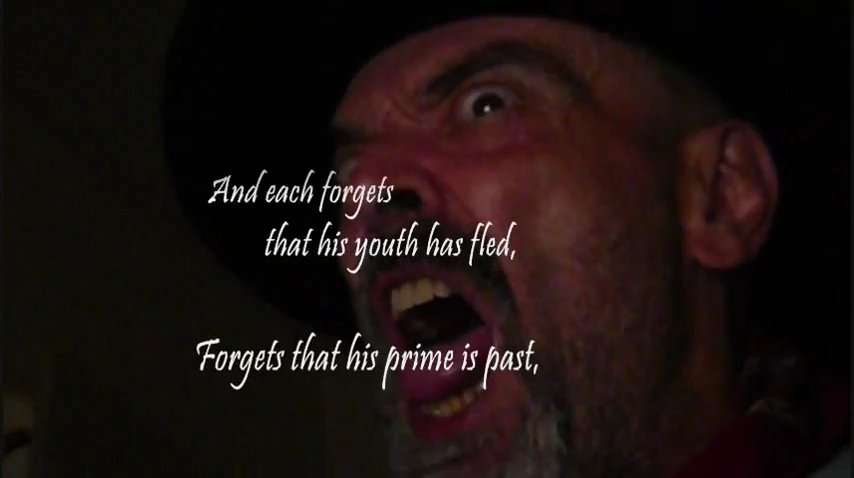 And each forgets
that his youth has fled,
Forgets that his prime is past,